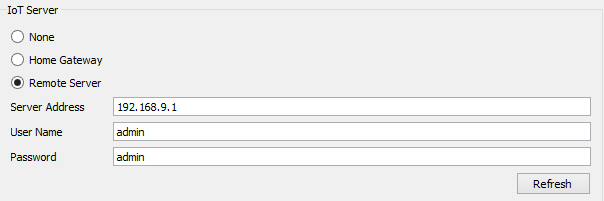 IoT Server
None
Home Gateway
Remote Server
Server Address 192.168.9.1
User Name admin
Password admin
Refresh